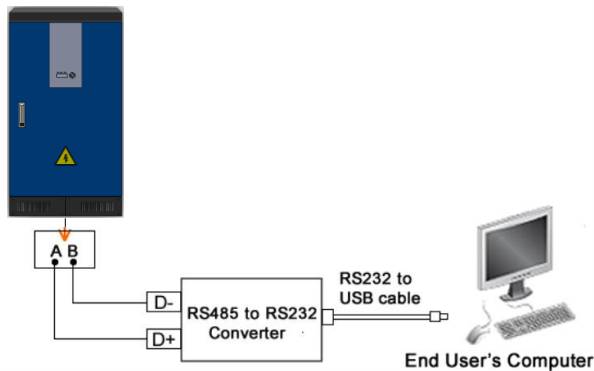 A B
D-
D+
RS485 to RS232
Converter
RS232 to
USB cable
End User's Computer